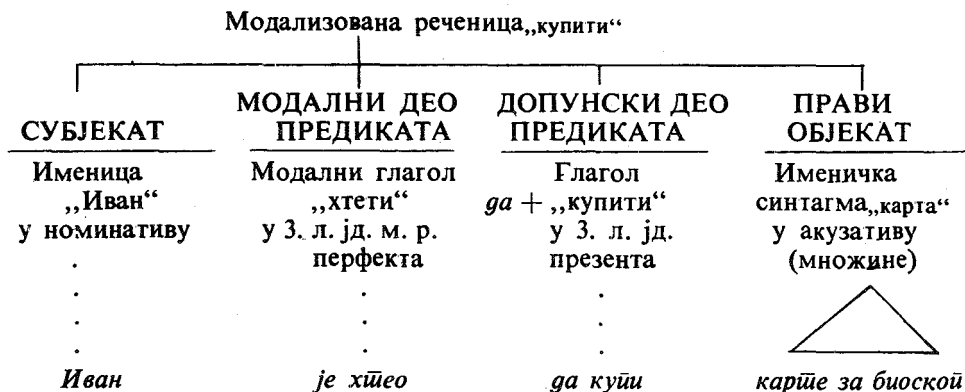 Модализована реченица „купити“
СУБЈЕКАТ
Именица
„Иван“
у номинативу
Иван
МОДАЛНИ ДЕО
ПРЕДИКАТА
Модални глагол
„хтети“
у 3. л. јд. м. р.
перфекта
је хтео
ДОПУНСКИ ДЕО
ПРЕДИКАТА
Глагол
да + „купити“
у 3. л. јд.
презента
да купи
ПРАВИ
ОБЈЕКАТ
Именичка
синтагма „карта“
у акузативу
(множине)
карте за биоскоп